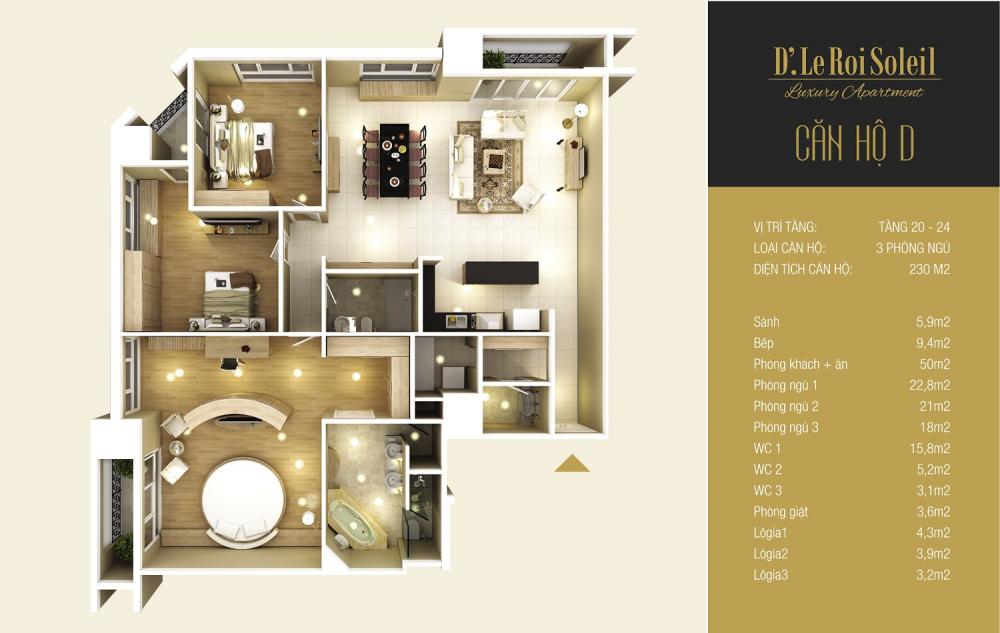 D'. Le Roi Soleil
Luxury Apartment
CĂN HỘ D
VỊ TRÍ TẦNG: TẦNG 20 - 24
LOẠI CĂN HỘ: 3 PHÒNG NGỦ
DIỆN TÍCH CĂN HỘ: 230 M2
Sảnh 5,9m2
Bếp 9,4m2
Phòng khách + ăn 50m2
Phòng ngủ 1 22,8m2
Phòng ngủ 2 21m2
Phòng ngủ 3 18m2
WC 1 15,8m2
WC 2 5,2m2
WC 3 3,1m2
Phòng giặt 3,6m2
Lôgia1 4,3m2
Lôgia2 3,9m2
Lôgia3 3,2m2